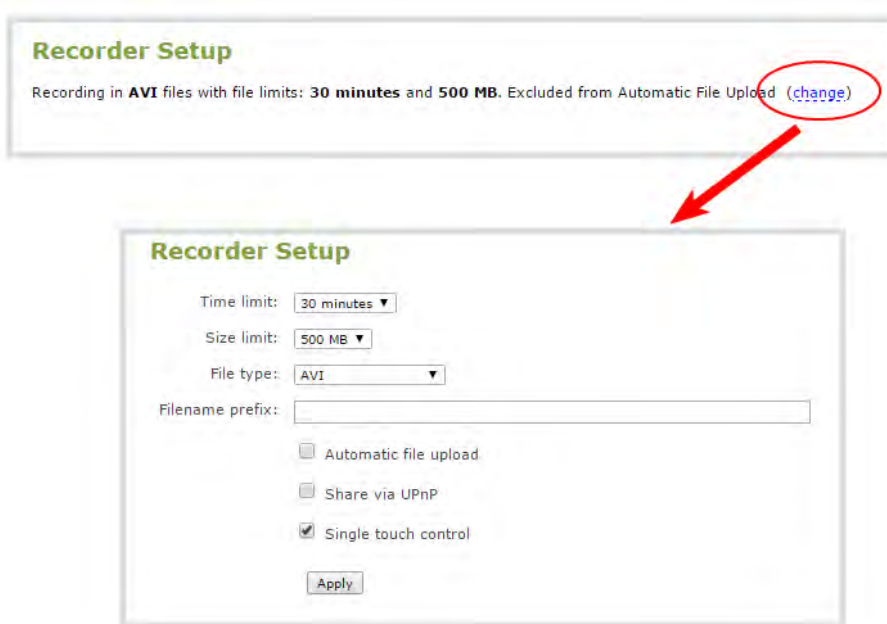 Recorder Setup
Recording in AVI files with file limits: 30 minutes and 500 MB. Excluded from Automatic File Upload (change)
Recorder Setup
Time limit: 30 minutes ▼
Size limit: 500 MB ▼
File type: AVI ▼
Filename prefix:
Automatic file upload
Share via UPnP
Single touch control
Apply